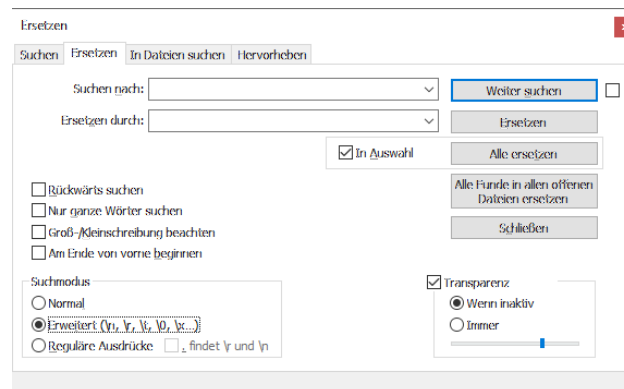 Ersetzen
Suchen Ersetzen In Dateien suchen Hervorheben
Suchen nach: Weiter suchen
Ersetzen durch: Ersetzen
In Auswahl Alle ersetzen
Rückwärts suchen
Alle Funde in allen offenen
Dateien ersetzen
Nur ganze Wörter suchen
Groß-/Kleinschreibung beachten
Schließen
Am Ende von vorne beginnen
Suchmodus
Transparenz
Normal
Wenn inaktiv
Erweitert (\n, \r, \t, \0, \x...)
Immer
Reguläre Ausdrücke . findet \r und \n